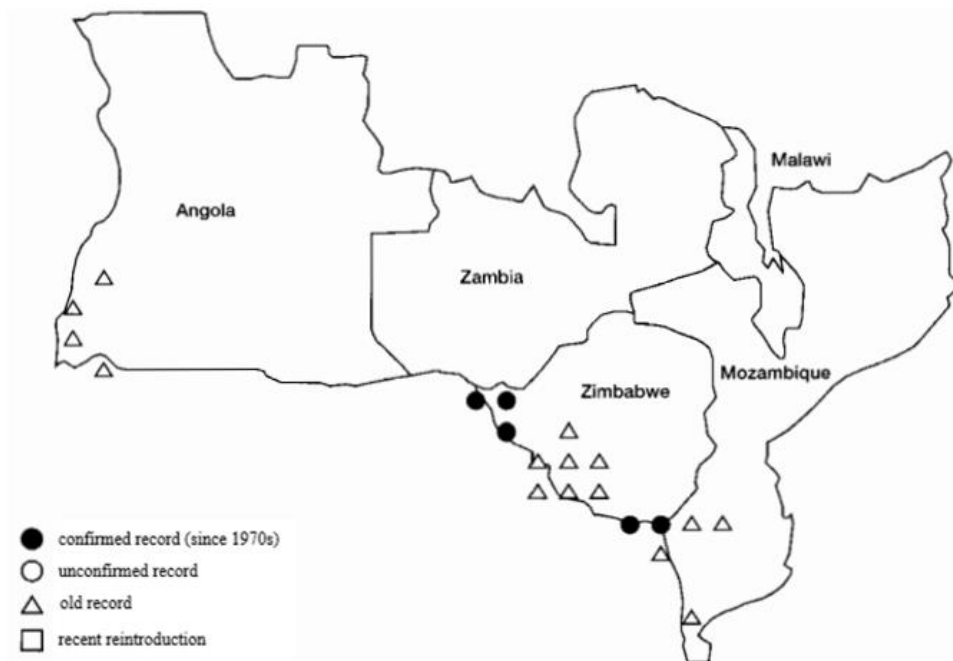 Malawi
Angola
Zambia
Mozambique
Zimbabwe
confirmed record (since 1970s)
unconfirmed record
old record
recent reintroduction